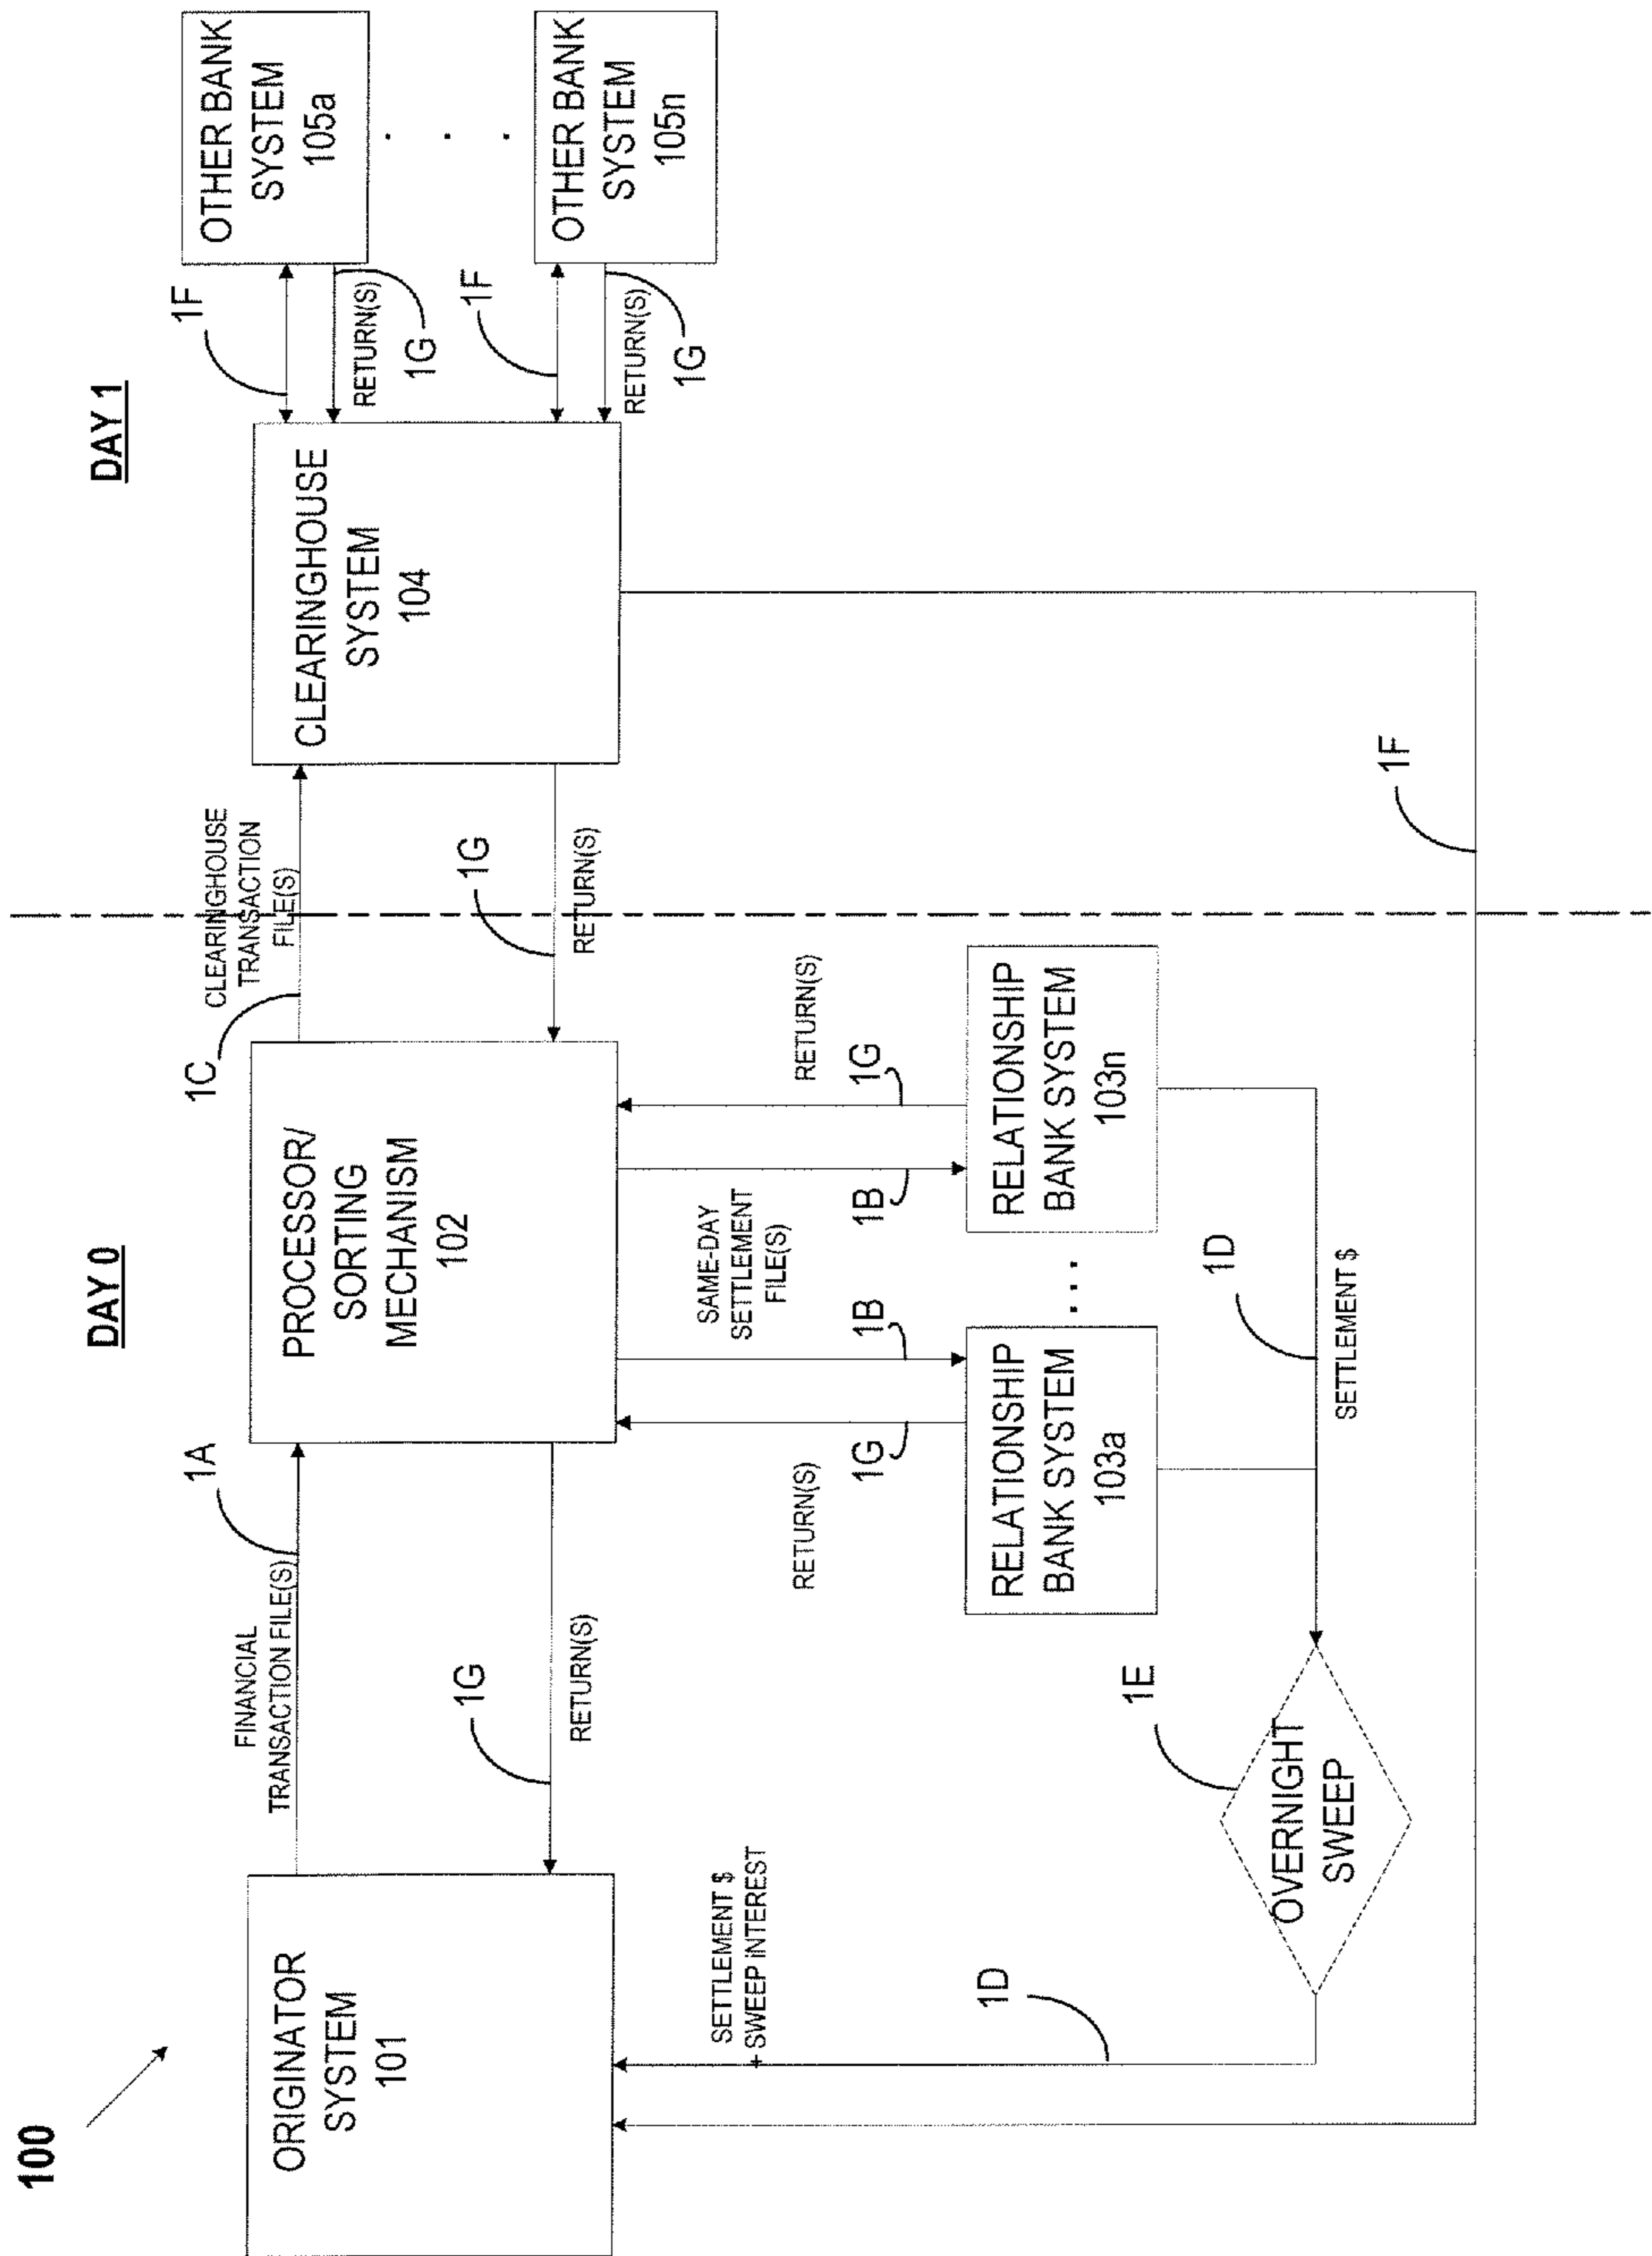 100
DAY 0
DAY 1
ORIGINATOR
SYSTEM
101
FINANCIAL
TRANSACTION FILE(S)
1A
1G
RETURN(S)
PROCESSOR/
SORTING
MECHANISM
102
1C
CLEARINGHOUSE
TRANSACTION
FILE(S)
1G
RETURN(S)
CLEARINGHOUSE
SYSTEM
104
1F
RETURN(S)
1G
1F
RETURN(S)
1G
OTHER BANK
SYSTEM
105a
. . .
OTHER BANK
SYSTEM
105n
SETTLEMENT $
+ SWEEP INTEREST
1D
RETURN(S)
1G
1B
SAME-DAY
SETTLEMENT
FILE(S)
1B
1G
RETURN(S)
RELATIONSHIP
BANK SYSTEM
103a
...
RELATIONSHIP
BANK SYSTEM
103n
1E
OVERNIGHT
SWEEP
1D
SETTLEMENT $
1F